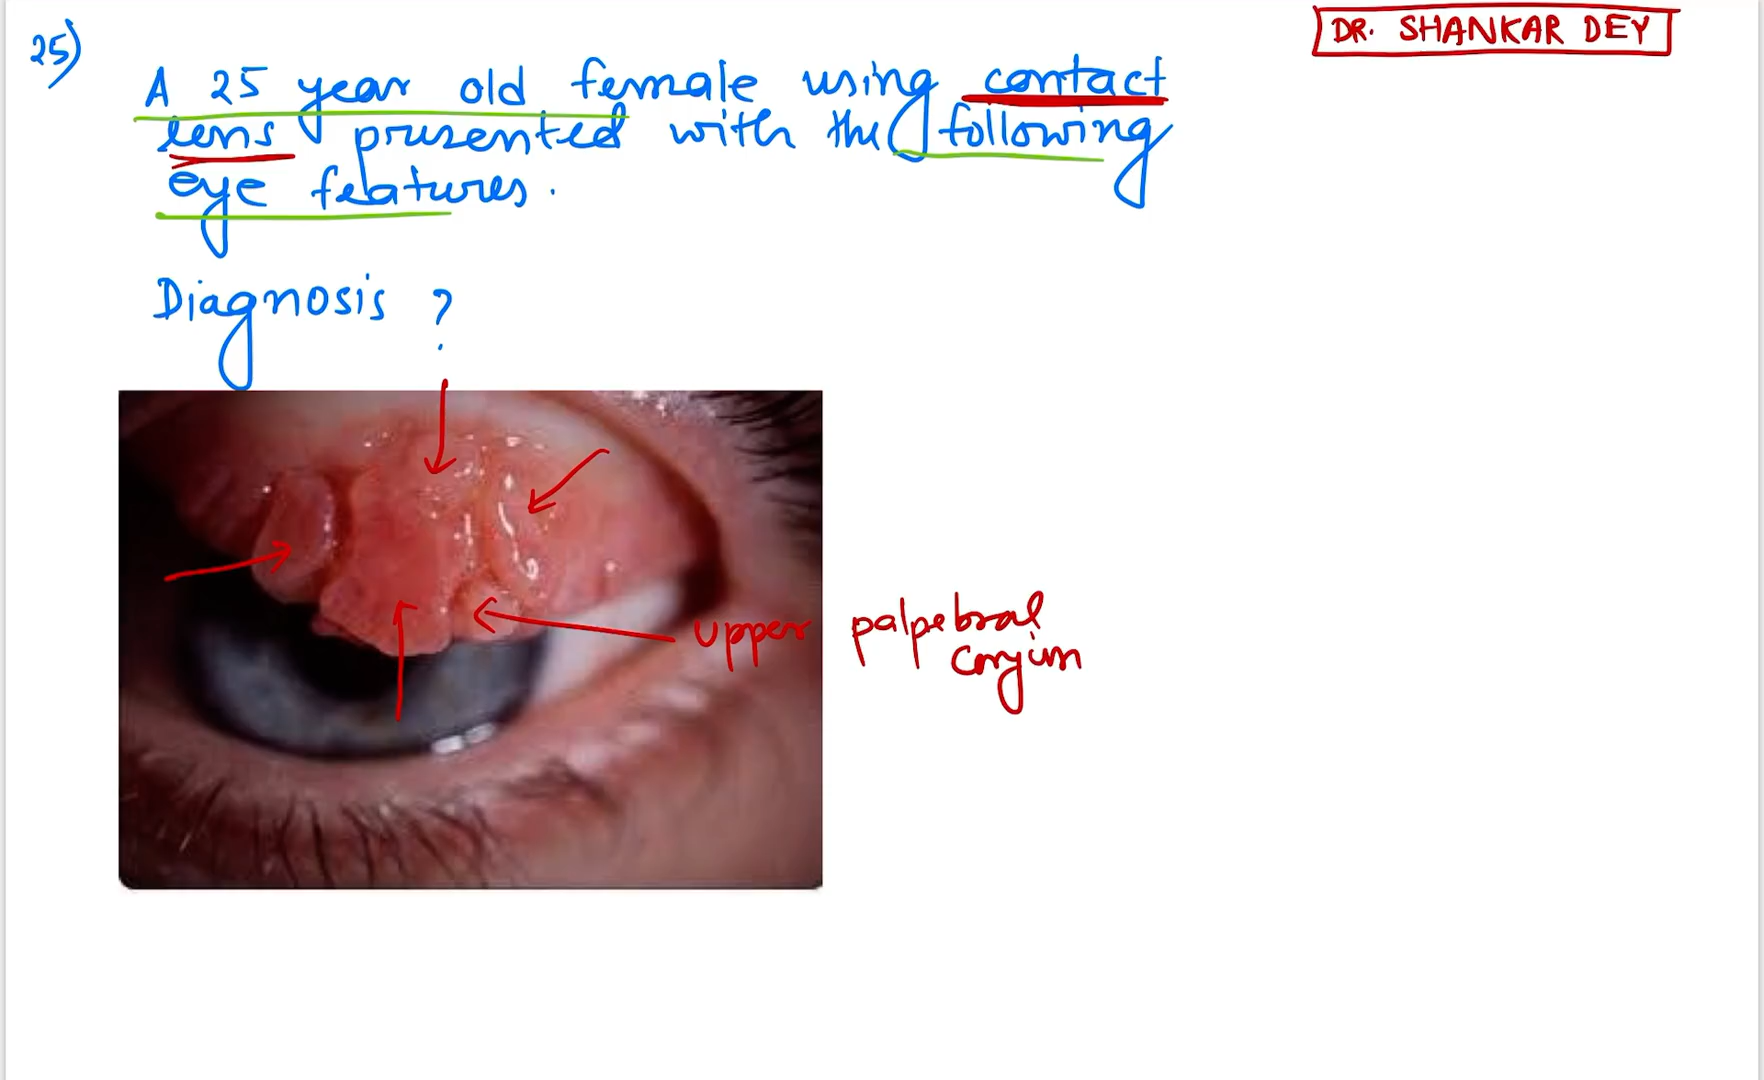 DR. SHANKAR DEY
25)
A 25 year old female using contact
lens presented with the following
eye features.
Diagnosis ?
upper palpebral
conjun